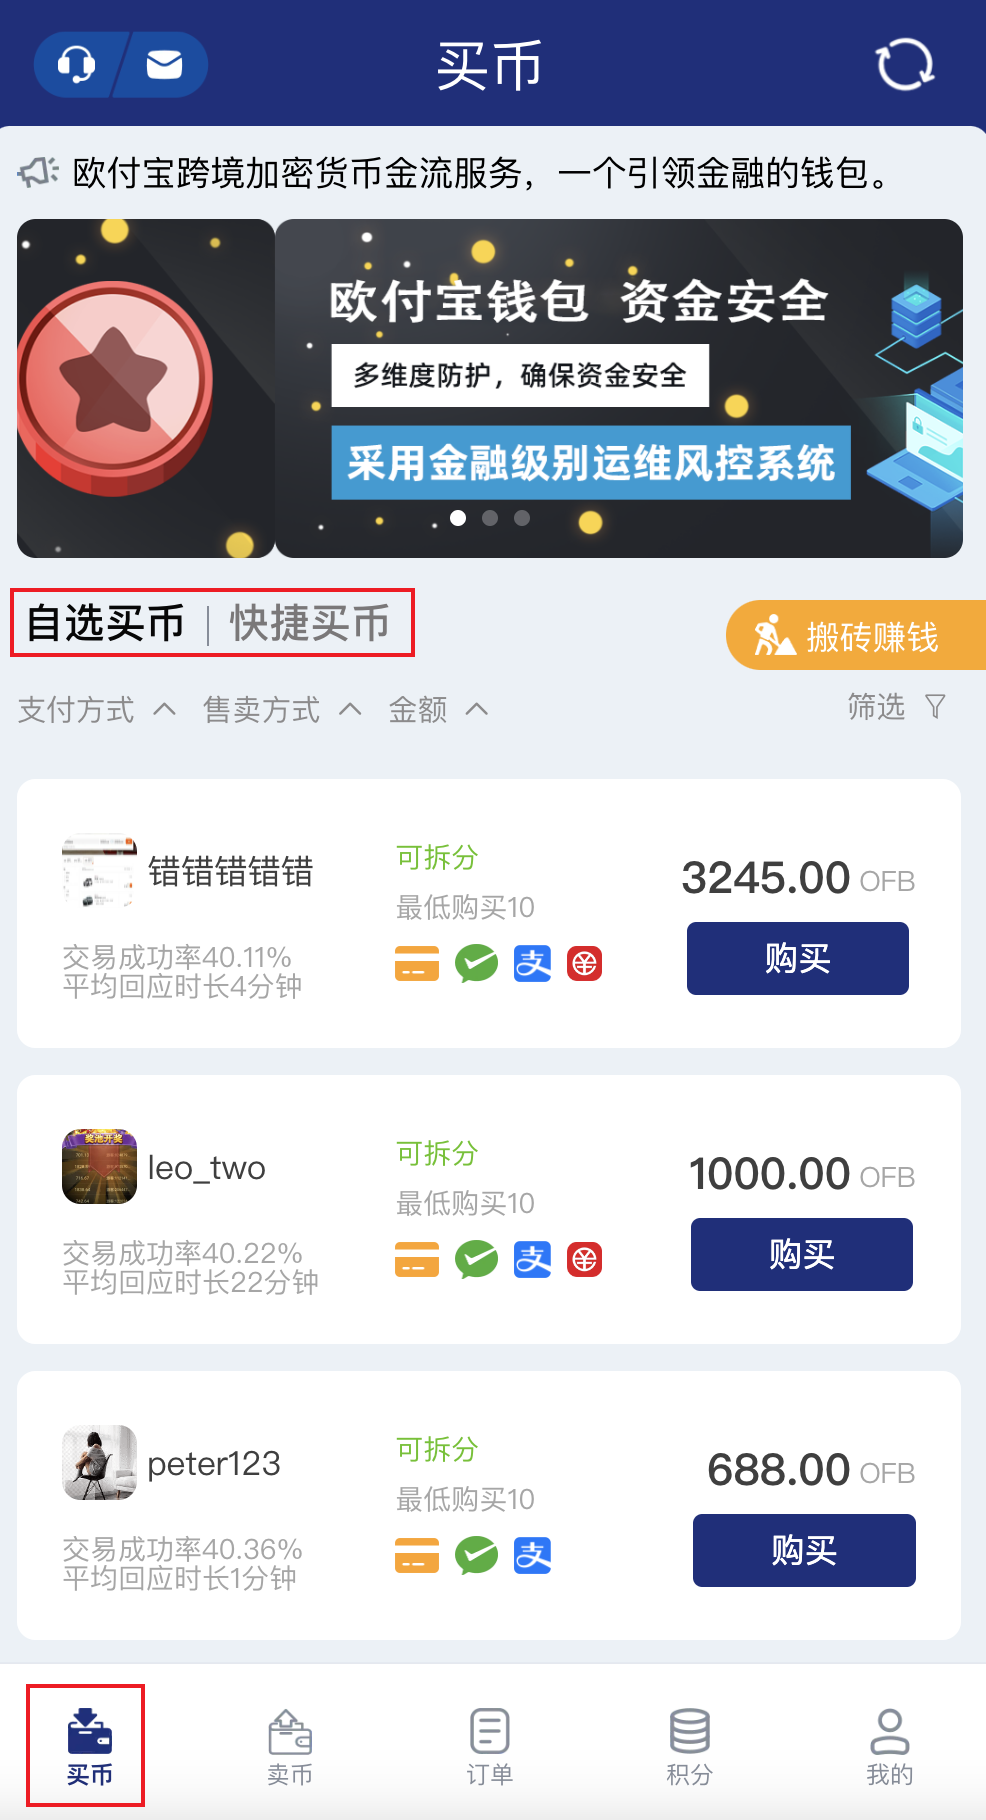 买币
欧付宝跨境加密货币金流服务，一个引领金融的钱包。
欧付宝钱包 资金安全
多维度防护，确保资金安全
采用金融级别运维风控系统
自选买币 | 快捷买币
搬砖赚钱
支付方式 售卖方式 金额 筛选
错错错错错
可拆分
最低购买10
3245.00 OFB
交易成功率40.11%
平均回应时长4分钟
购买
奖池开奖
leo_two
可拆分
最低购买10
1000.00 OFB
交易成功率40.22%
平均回应时长22分钟
购买
peter123
可拆分
最低购买10
688.00 OFB
交易成功率40.36%
平均回应时长1分钟
购买
买币 卖币 订单 积分 我的